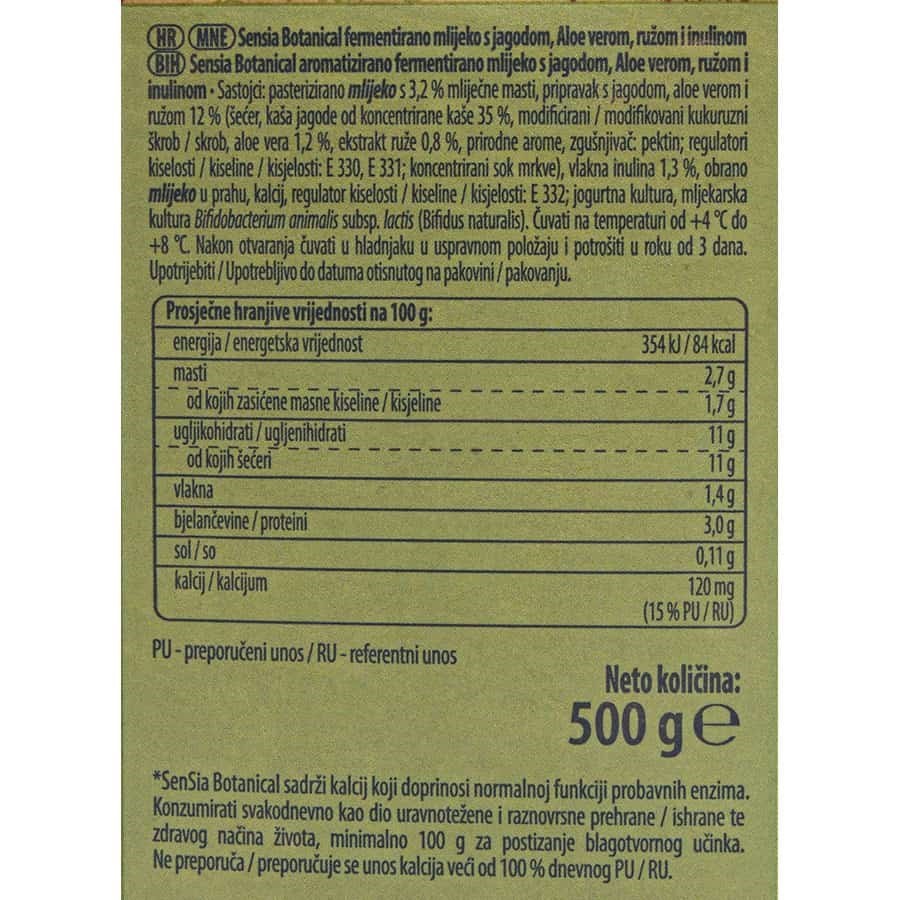 HR MNE Sensia Botanical fermentirano mlijeko s jagodom, Aloe verom, ružom i inulinom
BIH Sensia Botanical aromatizirano fermentirano mlijeko s jagodom, Aloe verom, ružom i
inulinom • Sastojci: pasterizirano mlijeko s 3,2 % mliječne masti, pripravak s jagodom, aloe verom i
ružom 12 % (šećer, kaša jagode od koncentrirane kaše 35 %, modificirani / modifikovani kukuruzni
škrob / skrob, aloe vera 1,2 %, ekstrakt ruže 0,8 %, prirodne arome, zgušnjivač: pektin; regulatori
kiselosti / kiseline / kisjelosti: E 330, E 331; koncentrirani sok mrkve), vlakna inulina 1,3 %, obrano
mlijeko u prahu, kalcij, regulator kiselosti / kiseline / kisjelosti: E 332; jogurtna kultura, mljekarska
kultura Bifidobacterium animalis subsp. lactis (Bifidus naturalis). Čuvati na temperaturi od +4 °C do
+8 °C. Nakon otvaranja čuvati u hladnjaku u uspravnom položaju i potrošiti u roku od 3 dana.
Upotrijebiti / Upotrebljivo do datuma otisnutog na pakovini / pakovanju.
Prosječne hranjive vrijednosti na 100 g:
energija / energetska vrijednost 354 kJ / 84 kcal
masti 2,7 g
od kojih zasićene masne kiseline / kisjeline 1,7 g
ugljikohidrati / ugljenihidrati 11 g
od kojih šećeri 11 g
vlakna 1,4 g
bjelančevine / proteini 3,0 g
sol / so 0,11 g
kalcij / kalcijum 120 mg
(15 % PU / RU)
PU - preporučeni unos / RU - referentni unos
Neto količina:
500 g e
*SenSia Botanical sadrži kalcij koji doprinosi normalnoj funkciji probavnih enzima.
Konzumirati svakodnevno kao dio uravnotežene i raznovrsne prehrane / ishrane te
zdravog načina života, minimalno 100 g za postizanje blagotvornog učinka.
Ne preporuča / preporučuje se unos kalcija veći od 100 % dnevnog PU / RU.